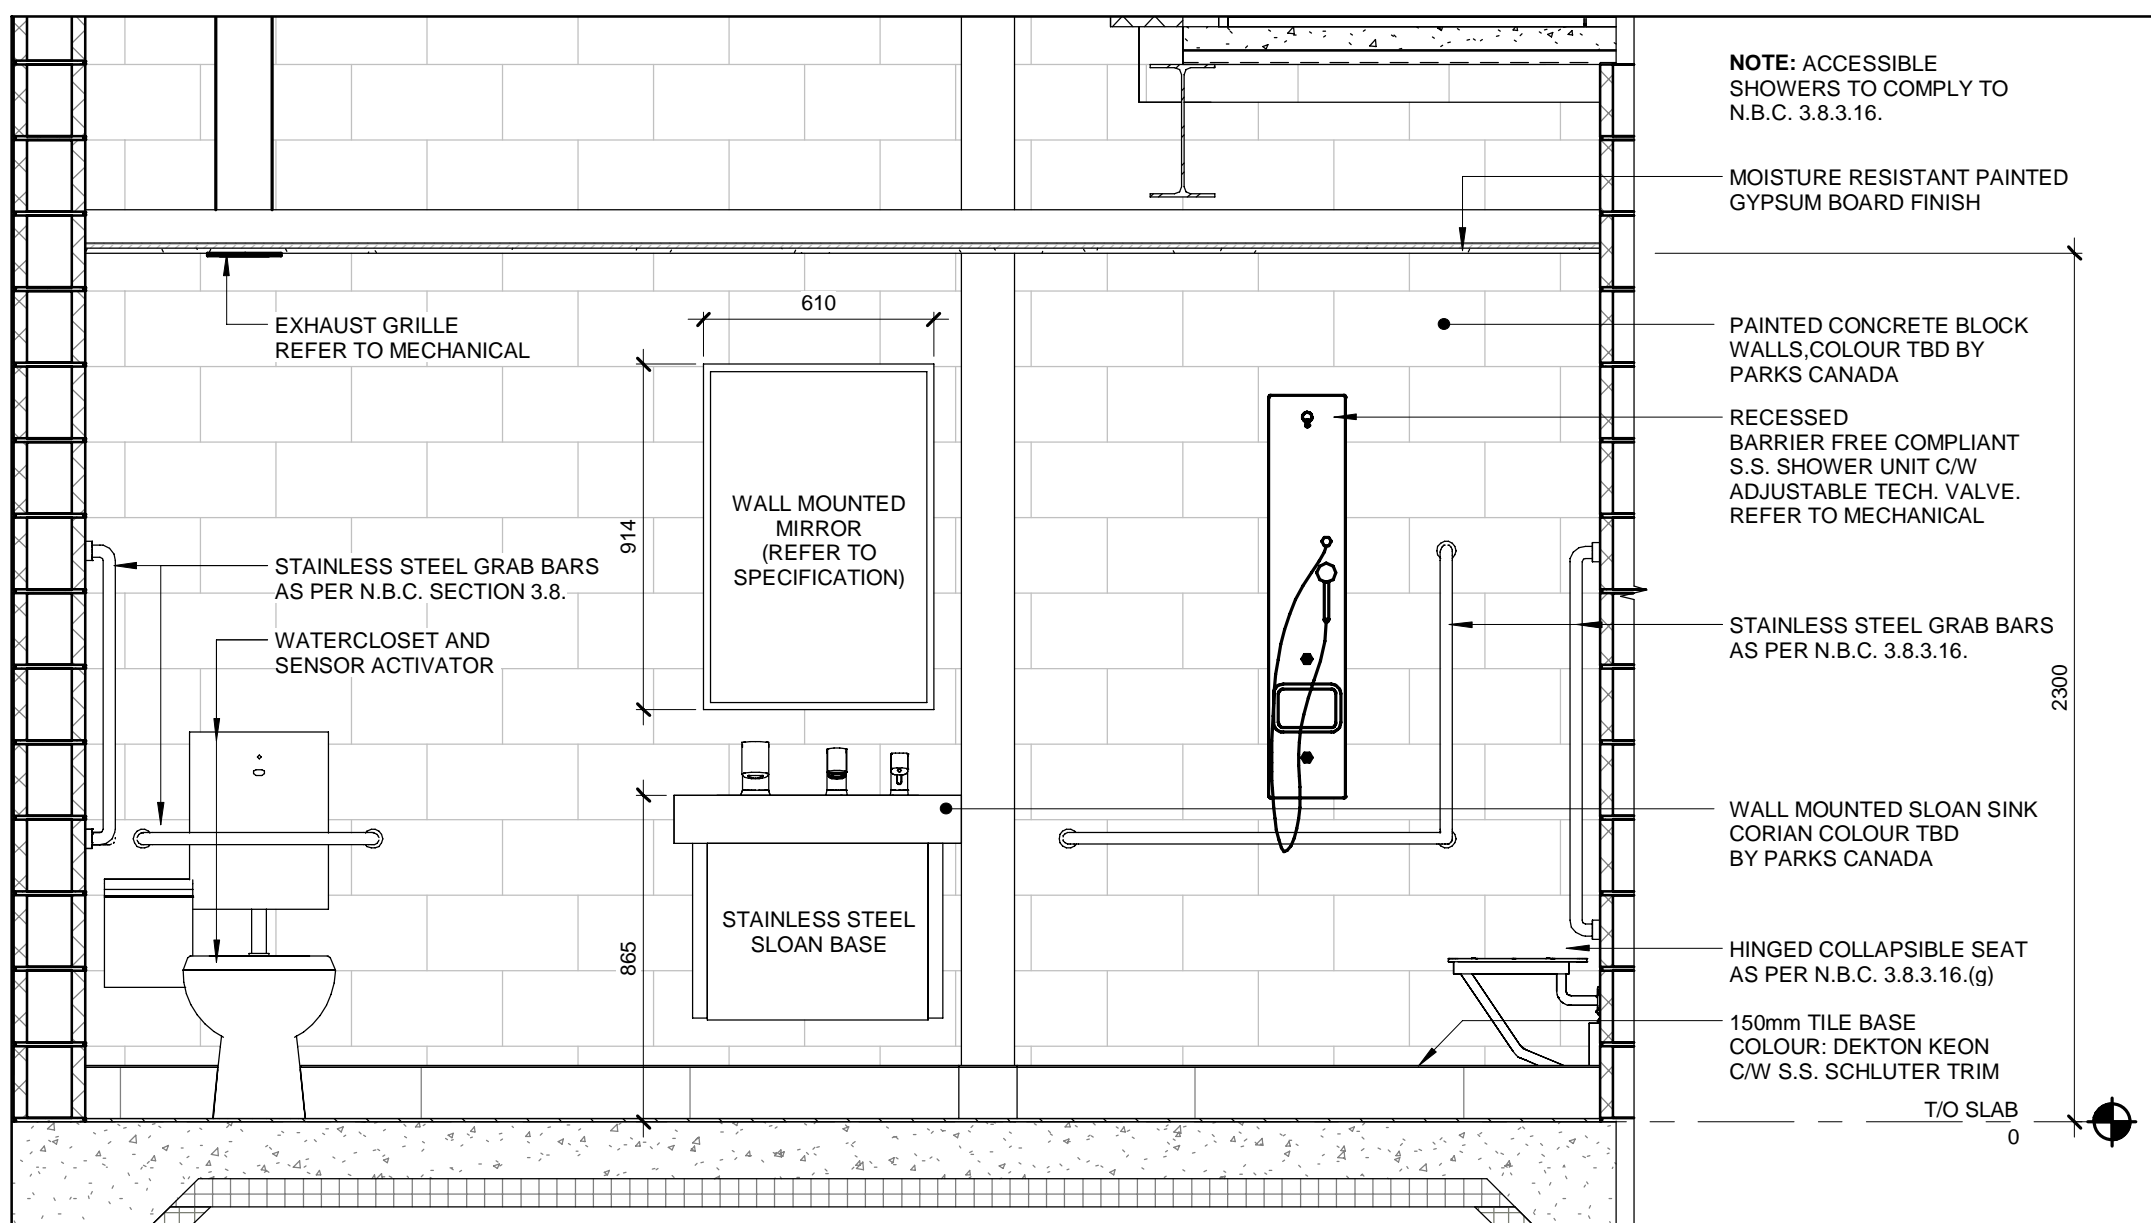 NOTE: ACCESSIBLE
SHOWERS TO COMPLY TO
N.B.C. 3.8.3.16.
MOISTURE RESISTANT PAINTED
GYPSUM BOARD FINISH
610
EXHAUST GRILLE
REFER TO MECHANICAL
PAINTED CONCRETE BLOCK
WALLS,COLOUR TBD BY
PARKS CANADA
RECESSED
BARRIER FREE COMPLIANT
S.S. SHOWER UNIT C/W
ADJUSTABLE TECH. VALVE.
REFER TO MECHANICAL
WALL MOUNTED
MIRROR
(REFER TO
SPECIFICATION)
914
STAINLESS STEEL GRAB BARS
AS PER N.B.C. SECTION 3.8.
WATERCLOSET AND
SENSOR ACTIVATOR
STAINLESS STEEL GRAB BARS
AS PER N.B.C. 3.8.3.16.
2300
WALL MOUNTED SLOAN SINK
CORIAN COLOUR TBD
BY PARKS CANADA
STAINLESS STEEL
SLOAN BASE
865
HINGED COLLAPSIBLE SEAT
AS PER N.B.C. 3.8.3.16.(g)
150mm TILE BASE
COLOUR: DEKTON KEON
C/W S.S. SCHLUTER TRIM
T/O SLAB
0